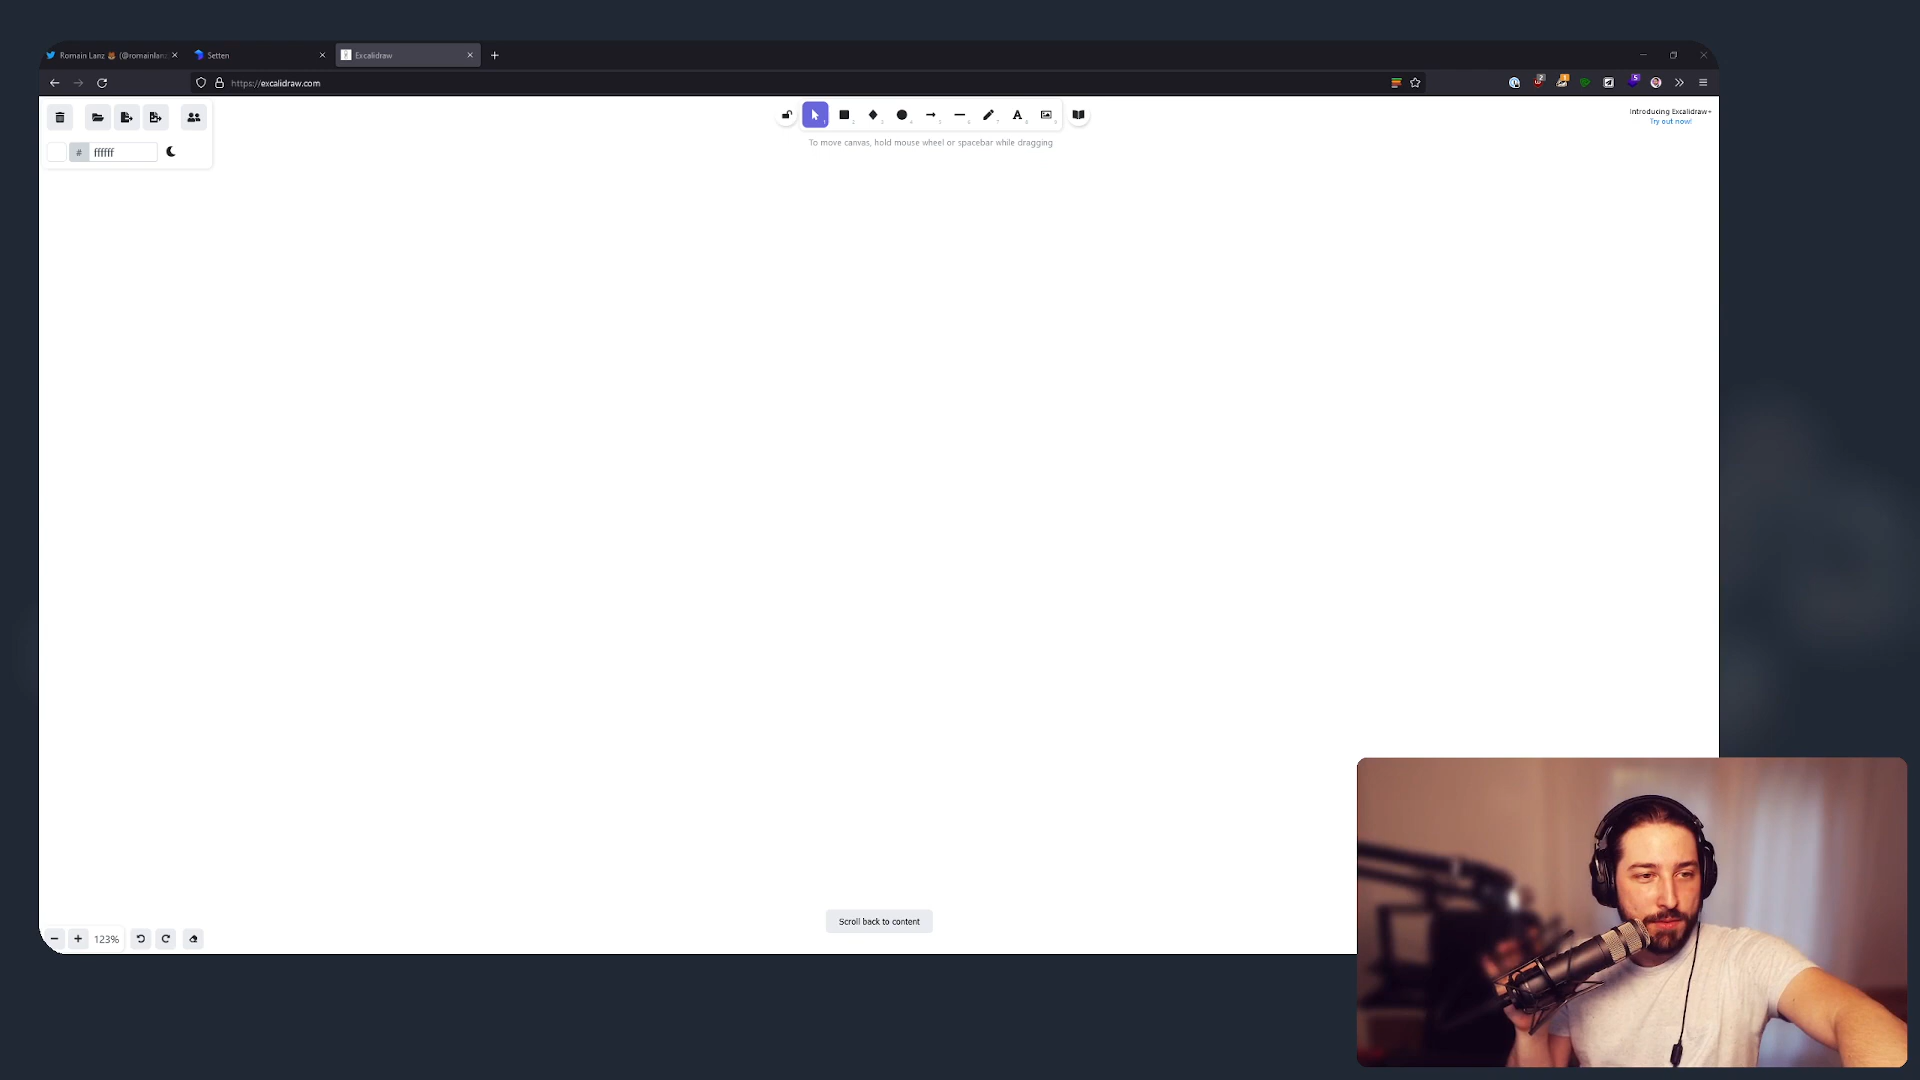 Romain Lanz 🦊 (@romainlanz
Setten
Excalidraw
https://excalidraw.com
Introducing Excalidraw+
Try out now!
# ffffff
To move canvas, hold mouse wheel or spacebar while dragging
Scroll back to content
123%